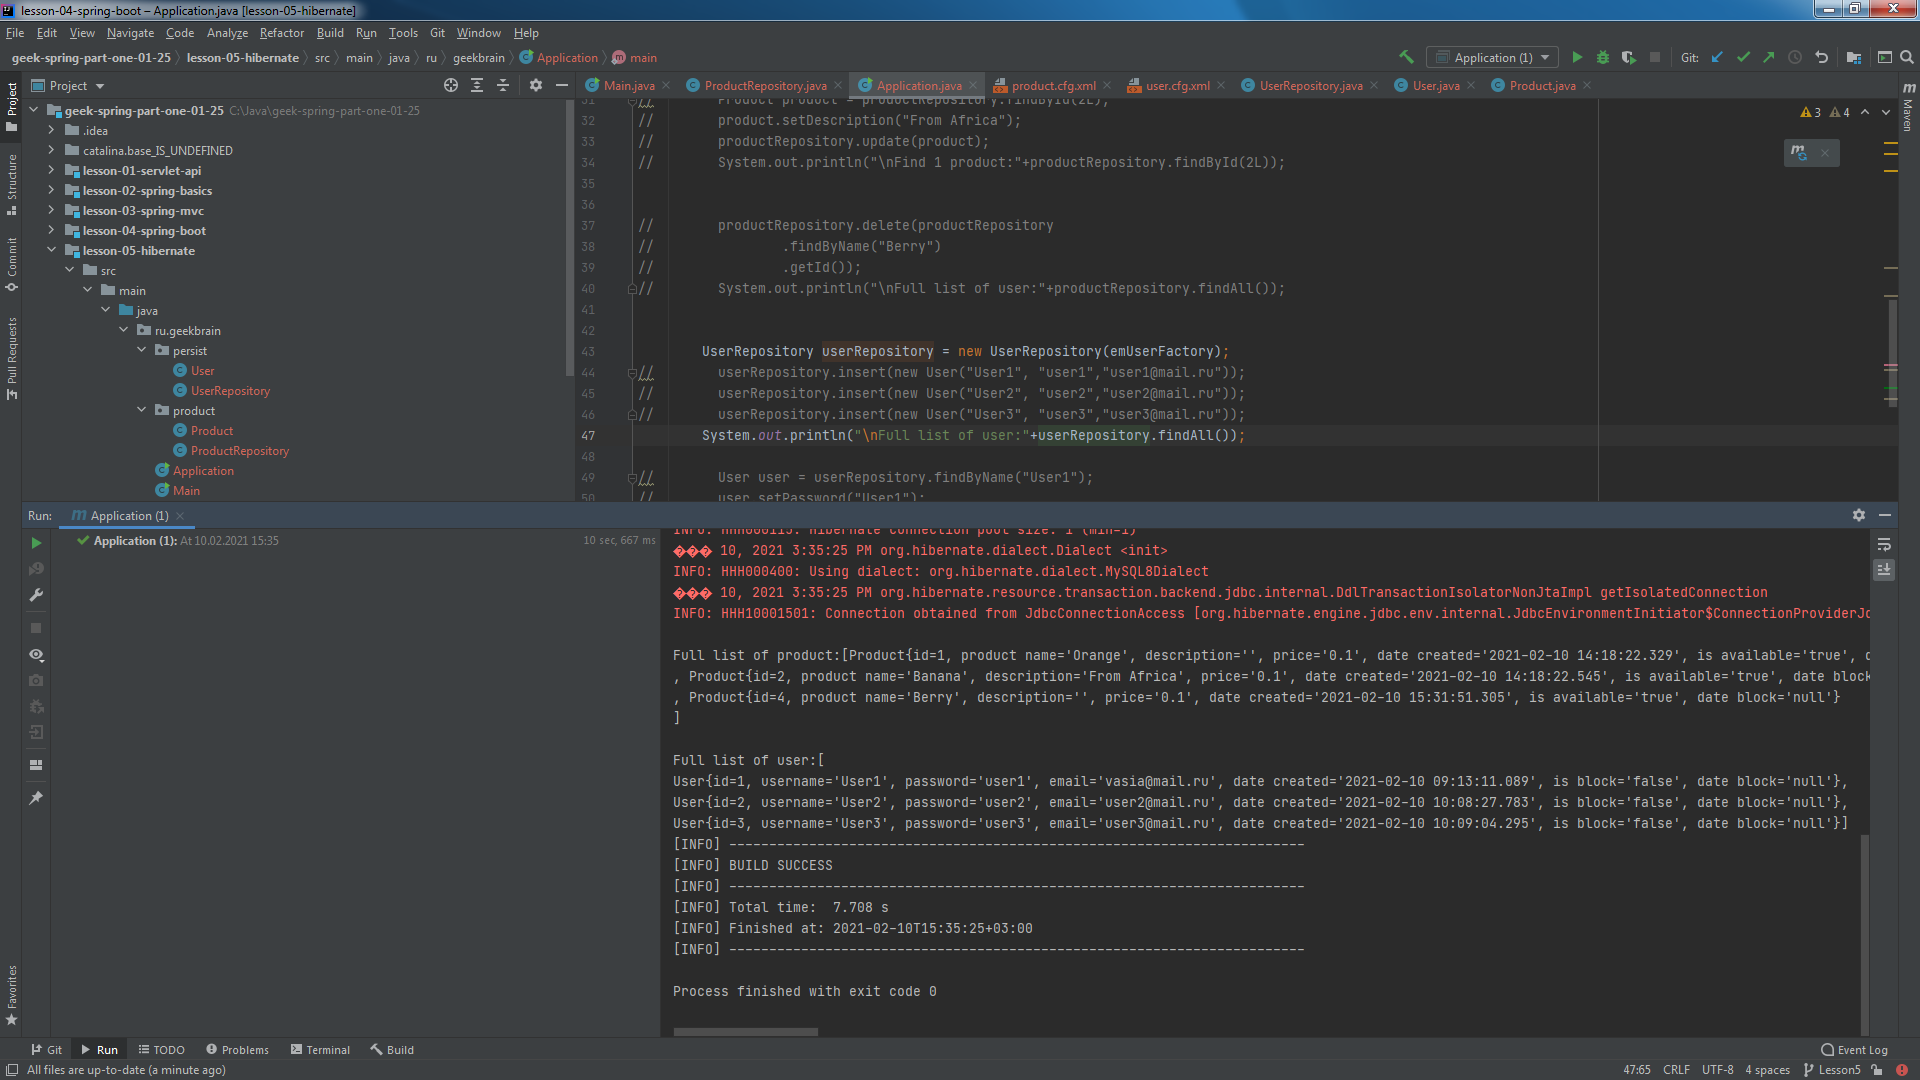 lesson-04-spring-boot – Application.java [lesson-05-hibernate]
File Edit View Navigate Code Analyze Refactor Build Run Tools Git Window Help
geek-spring-part-one-01-25 lesson-05-hibernate src main java ru geekbrain Application main
Application (1) Git:
Project
Main.java ProductRepository.java Application.java product.cfg.xml user.cfg.xml UserRepository.java User.java Product.java
Project
Structure
Commit
Pull Requests
Favorites
Maven
geek-spring-part-one-01-25 C:\Java\geek-spring-part-one-01-25
.idea
catalina.base_IS_UNDEFINED
lesson-01-servlet-api
lesson-02-spring-basics
lesson-03-spring-mvc
lesson-04-spring-boot
lesson-05-hibernate
src
main
java
ru.geekbrain
persist
User
UserRepository
product
Product
ProductRepository
Application
Main
3 4
31 // Product product = productRepository.findById(2L);
32 // product.setDescription("From Africa");
33 // productRepository.update(product);
34 // System.out.println("\nFind 1 product:"+productRepository.findById(2L));
35
36
37 // productRepository.delete(productRepository
38 // .findByName("Berry")
39 // .getId());
40 // System.out.println("\nFull list of user:"+productRepository.findAll());
41
42
43 UserRepository userRepository = new UserRepository(emUserFactory);
44 // userRepository.insert(new User("User1", "user1","user1@mail.ru"));
45 // userRepository.insert(new User("User2", "user2","user2@mail.ru"));
46 // userRepository.insert(new User("User3", "user3","user3@mail.ru"));
47 System.out.println("\nFull list of user:"+userRepository.findAll());
48
49 // User user = userRepository.findByName("User1");
50 // user.setPassword("User1");
Run: Application (1)
Application (1): At 10.02.2021 15:35 10 sec, 667 ms
INFO: HHH000115: Hibernate connection pool size: 1 (min=1)
��� 10, 2021 3:35:25 PM org.hibernate.dialect.Dialect <init>
INFO: HHH000400: Using dialect: org.hibernate.dialect.MySQL8Dialect
��� 10, 2021 3:35:25 PM org.hibernate.resource.transaction.backend.jdbc.internal.DdlTransactionIsolatorNonJtaImpl getIsolatedConnection
INFO: HHH10001501: Connection obtained from JdbcConnectionAccess [org.hibernate.engine.jdbc.env.internal.JdbcEnvironmentInitiator$ConnectionProviderJd
Full list of product:[Product{id=1, product name='Orange', description='', price='0.1', date created='2021-02-10 14:18:22.329', is available='true', d
, Product{id=2, product name='Banana', description='From Africa', price='0.1', date created='2021-02-10 14:18:22.545', is available='true', date block
, Product{id=4, product name='Berry', description='', price='0.1', date created='2021-02-10 15:31:51.305', is available='true', date block='null'}
]
Full list of user:[
User{id=1, username='User1', password='user1', email='vasia@mail.ru', date created='2021-02-10 09:13:11.089', is block='false', date block='null'},
User{id=2, username='User2', password='user2', email='user2@mail.ru', date created='2021-02-10 10:08:27.783', is block='false', date block='null'},
User{id=3, username='User3', password='user3', email='user3@mail.ru', date created='2021-02-10 10:09:04.295', is block='false', date block='null'}]
[INFO] ------------------------------------------------------------------------
[INFO] BUILD SUCCESS
[INFO] ------------------------------------------------------------------------
[INFO] Total time:  7.708 s
[INFO] Finished at: 2021-02-10T15:35:25+03:00
[INFO] ------------------------------------------------------------------------
Process finished with exit code 0
Git Run TODO Problems Terminal Build Event Log
All files are up-to-date (a minute ago) 47:65 CRLF UTF-8 4 spaces Lesson5